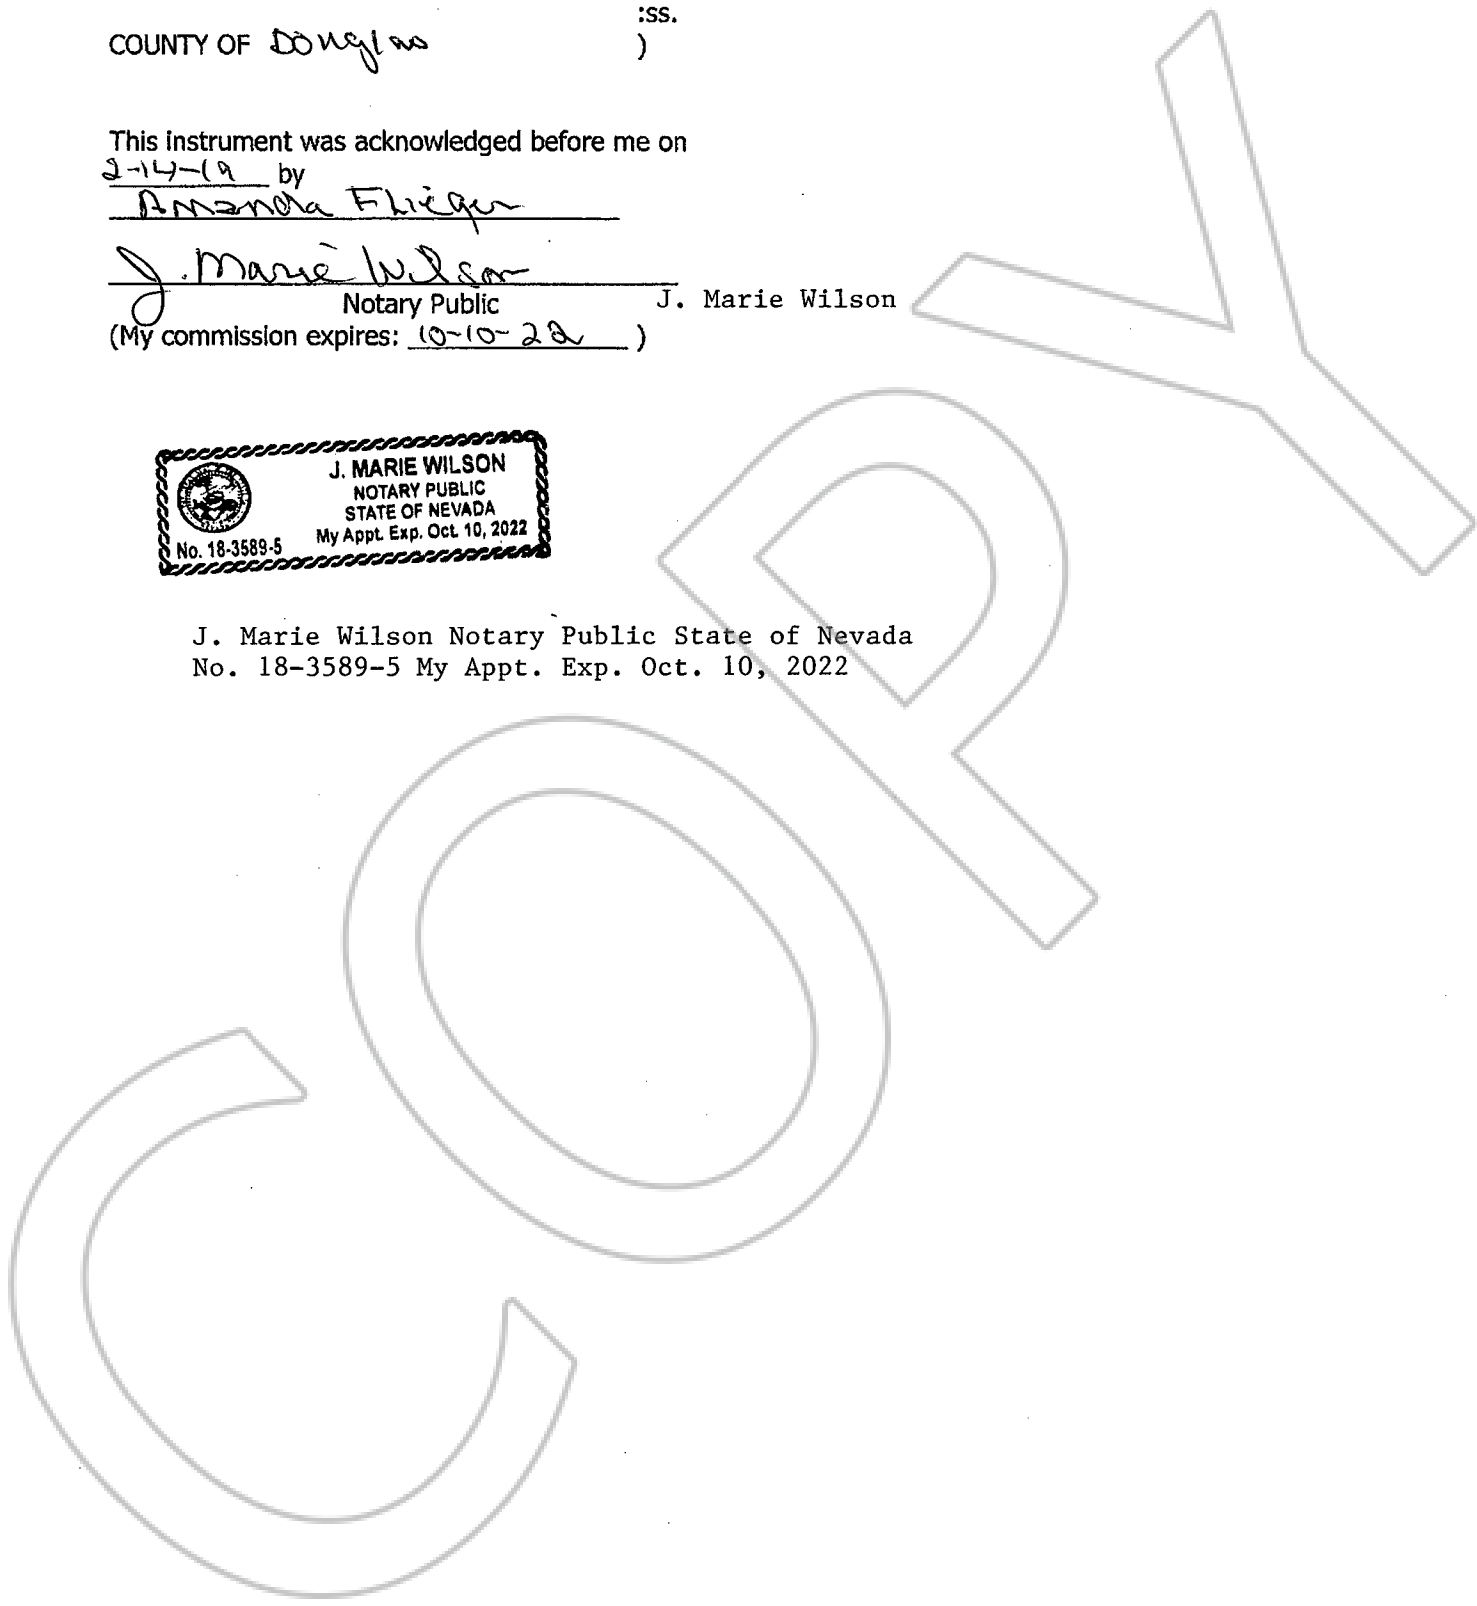 :ss.
COUNTY OF Douglas )
This instrument was acknowledged before me on
2-14-19 by
Amanda Flieger
J. Marie Wilson
Notary Public J. Marie Wilson
(My commission expires: 10-10-22 )
J. MARIE WILSON
NOTARY PUBLIC
STATE OF NEVADA
My Appt. Exp. Oct. 10, 2022
No. 18-3589-5
J. Marie Wilson Notary Public State of Nevada
No. 18-3589-5 My Appt. Exp. Oct. 10, 2022
COPY